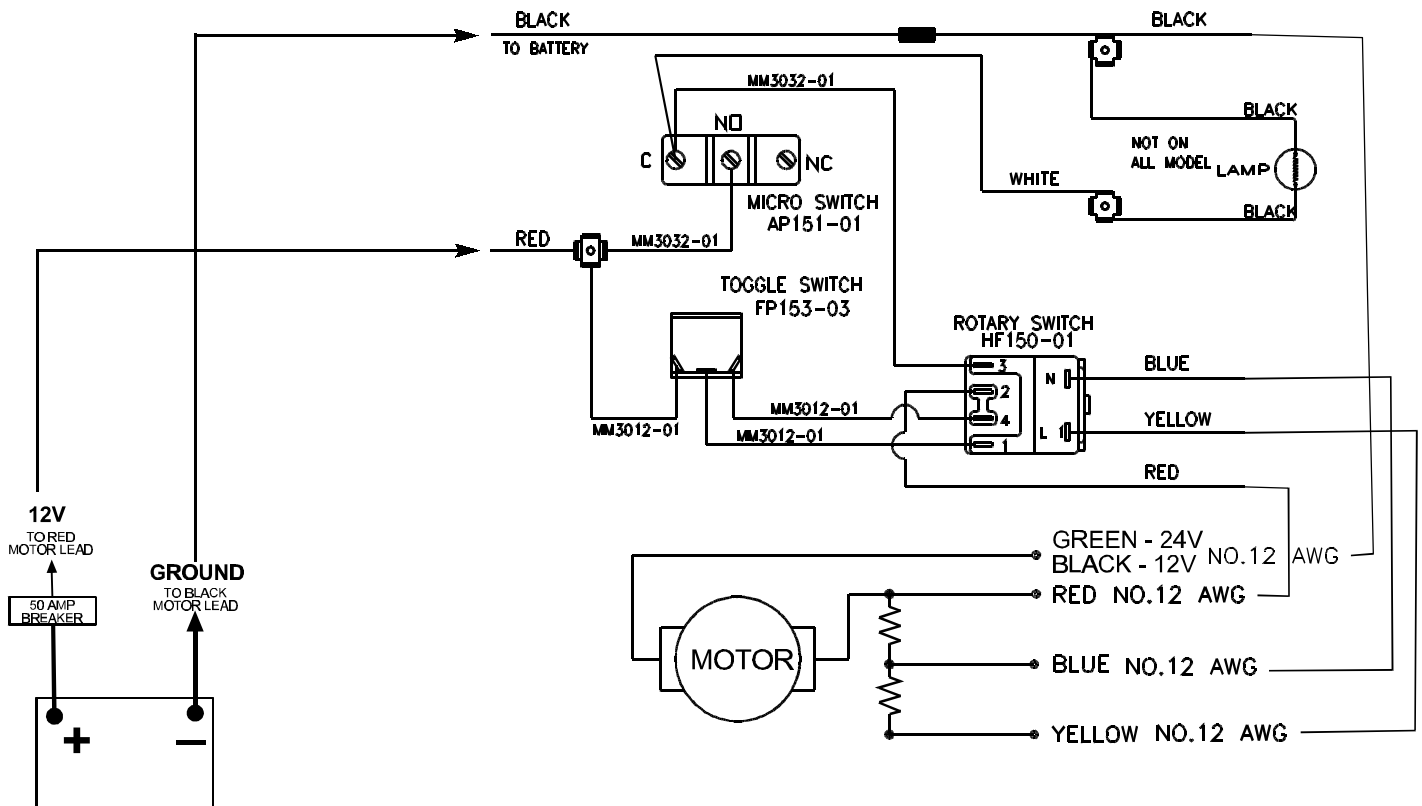 BLACK
TO BATTERY
BLACK
MM3032-01
NO
C
NC
BLACK
NOT ON
ALL MODEL
LAMP
BLACK
WHITE
MICRO SWITCH
AP151-01
RED
MM3032-01
TOGGLE SWITCH
FP153-03
ROTARY SWITCH
HF150-01
3
2
4
1
N
L
BLUE
YELLOW
RED
MM3012-01
MM3012-01
MM3012-01
12V
TO RED
MOTOR LEAD
50 AMP
BREAKER
GROUND
TO BLACK
MOTOR LEAD
+
−
MOTOR
GREEN - 24V
BLACK - 12V
NO.12 AWG
RED NO.12 AWG
BLUE NO.12 AWG
YELLOW NO.12 AWG